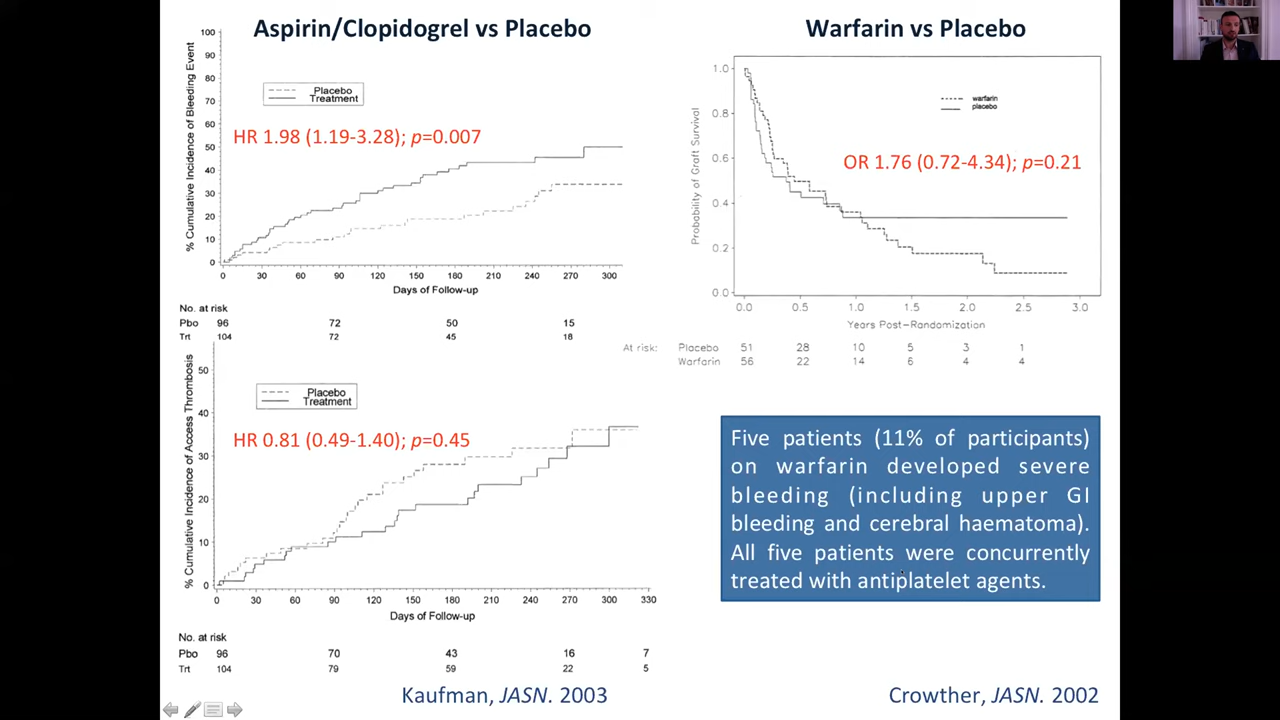 Aspirin/Clopidogrel vs Placebo
% Cumulative Incidence of Bleeding Event
100
90
80
70
60
50
40
30
20
10
0
Placebo
Treatment
HR 1.98 (1.19-3.28); p=0.007
0 30 60 90 120 150 180 210 240 270 300
Days of Follow-up
No. at risk
Pbo 96 72 50 15
Trt 104 72 45 18
% Cumulative Incidence of Access Thrombosis
50
40
30
20
10
0
Placebo
Treatment
HR 0.81 (0.49-1.40); p=0.45
0 30 60 90 120 150 180 210 240 270 300 330
Days of Follow-up
No. at risk
Pbo 96 70 43 16 7
Trt 104 79 59 22 5
Kaufman, JASN. 2003
Warfarin vs Placebo
Probability of Graft Survival
1.0
0.8
0.6
0.4
0.2
0.0
warfarin
placebo
OR 1.76 (0.72-4.34); p=0.21
0.0 0.5 1.0 1.5 2.0 2.5 3.0
Years Post-Randomization
At risk: Placebo 51 28 10 5 3 1
Warfarin 56 22 14 6 4 4
Five patients (11% of participants)
on warfarin developed severe
bleeding (including upper GI
bleeding and cerebral haematoma).
All five patients were concurrently
treated with antiplatelet agents.
Crowther, JASN. 2002